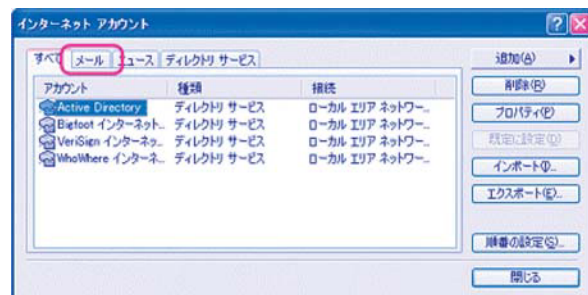 インターネット アカウント
すべて メール ニュース ディレクトリ サービス
アカウント 種類 接続
Active Directory ディレクトリ サービス ローカル エリア ネットワー...
Bigfoot インターネット... ディレクトリ サービス ローカル エリア ネットワー...
VeriSign インターネッ... ディレクトリ サービス ローカル エリア ネットワー...
WhoWhere インターネ... ディレクトリ サービス ローカル エリア ネットワー...
追加(A)
削除(R)
プロパティ(P)
既定に設定(D)
インポート(I)...
エクスポート(E)...
順番の設定(S)...
閉じる